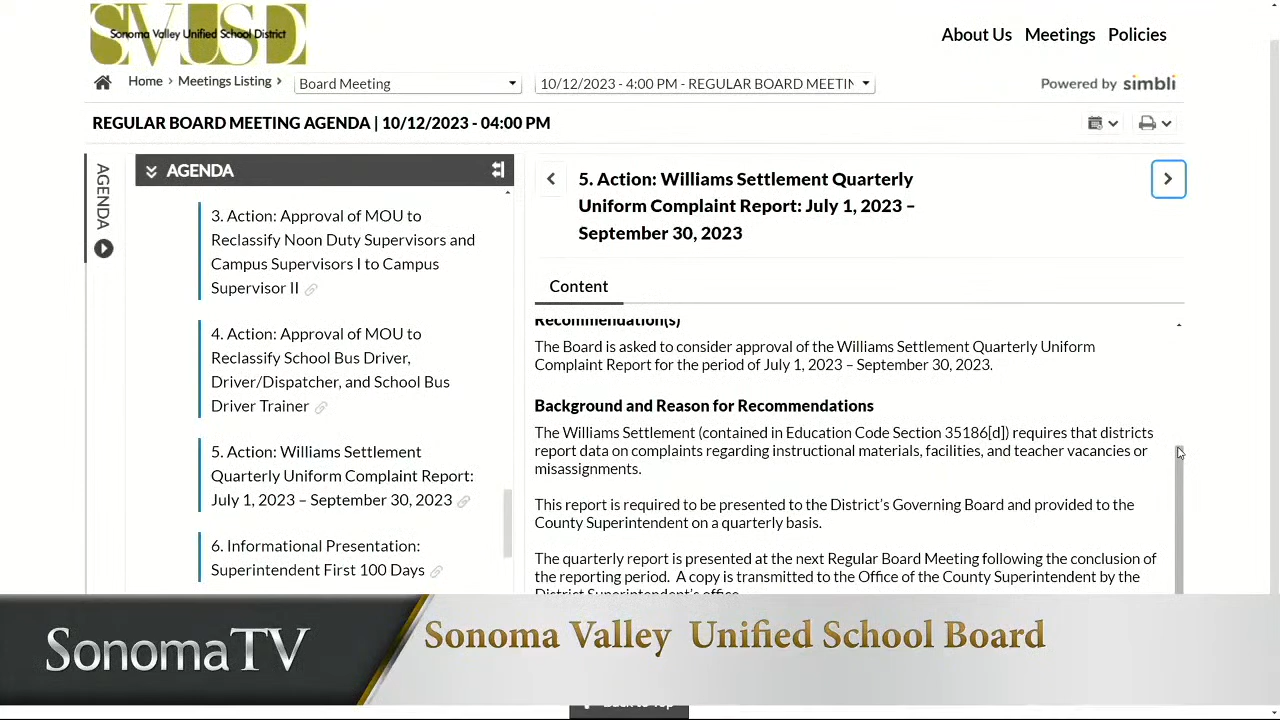 SVUSD
Sonoma Valley Unified School District
About Us Meetings Policies
Home > Meetings Listing >
Board Meeting
10/12/2023 - 4:00 PM - REGULAR BOARD MEETIN
Powered by simbli
REGULAR BOARD MEETING AGENDA | 10/12/2023 - 04:00 PM
AGENDA
AGENDA
3. Action: Approval of MOU to
Reclassify Noon Duty Supervisors and
Campus Supervisors I to Campus
Supervisor II
4. Action: Approval of MOU to
Reclassify School Bus Driver,
Driver/Dispatcher, and School Bus
Driver Trainer
5. Action: Williams Settlement
Quarterly Uniform Complaint Report:
July 1, 2023 – September 30, 2023
6. Informational Presentation:
Superintendent First 100 Days
5. Action: Williams Settlement Quarterly
Uniform Complaint Report: July 1, 2023 –
September 30, 2023
Content
Recommendation(s)
The Board is asked to consider approval of the Williams Settlement Quarterly Uniform
Complaint Report for the period of July 1, 2023 – September 30, 2023.
Background and Reason for Recommendations
The Williams Settlement (contained in Education Code Section 35186[d]) requires that districts
report data on complaints regarding instructional materials, facilities, and teacher vacancies or
misassignments.
This report is required to be presented to the District's Governing Board and provided to the
County Superintendent on a quarterly basis.
The quarterly report is presented at the next Regular Board Meeting following the conclusion of
the reporting period. A copy is transmitted to the Office of the County Superintendent by the
District Superintendent's office.
SonomaTV
Sonoma Valley Unified School Board
Back to Top